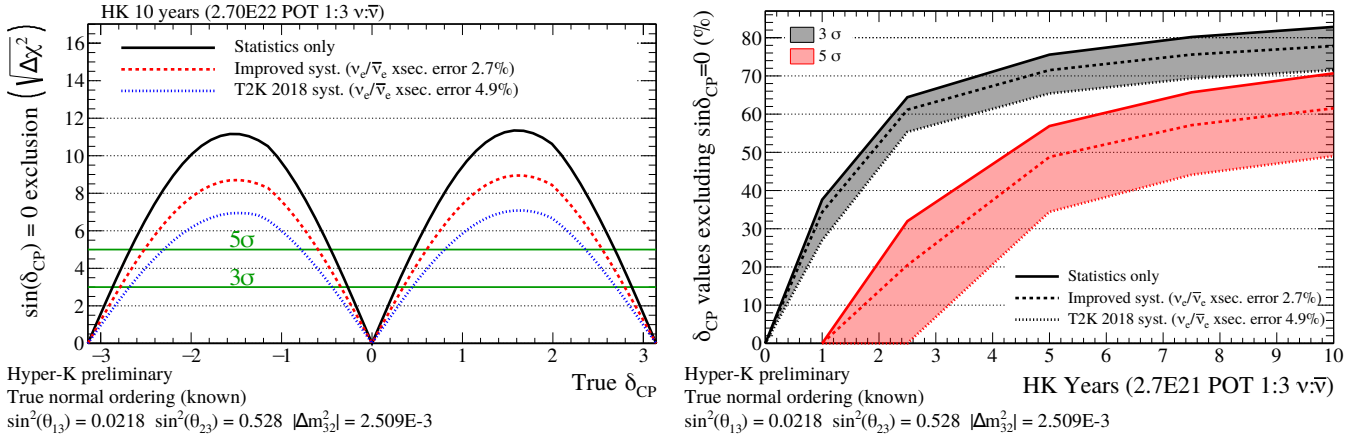 HK 10 years (2.70E22 POT 1:3 ν:ν̅)
sin(δCP) = 0 exclusion (√Δχ²)
16
14
12
10
8
6
4
2
0
Statistics only
Improved syst. (νe/ν̅e xsec. error 2.7%)
T2K 2018 syst. (νe/ν̅e xsec. error 4.9%)
5σ
3σ
−3 −2 −1 0 1 2 3
True δCP
Hyper-K preliminary
True normal ordering (known)
sin²(θ13) = 0.0218 sin²(θ23) = 0.528 |Δm²32| = 2.509E-3
δCP values excluding sinδCP=0 (%)
80
70
60
50
40
30
20
10
0
3 σ
5 σ
Statistics only
Improved syst. (νe/ν̅e xsec. error 2.7%)
T2K 2018 syst. (νe/ν̅e xsec. error 4.9%)
0 1 2 3 4 5 6 7 8 9 10
HK Years (2.7E21 POT 1:3 ν:ν̅)
Hyper-K preliminary
True normal ordering (known)
sin²(θ13) = 0.0218 sin²(θ23) = 0.528 |Δm²32| = 2.509E-3